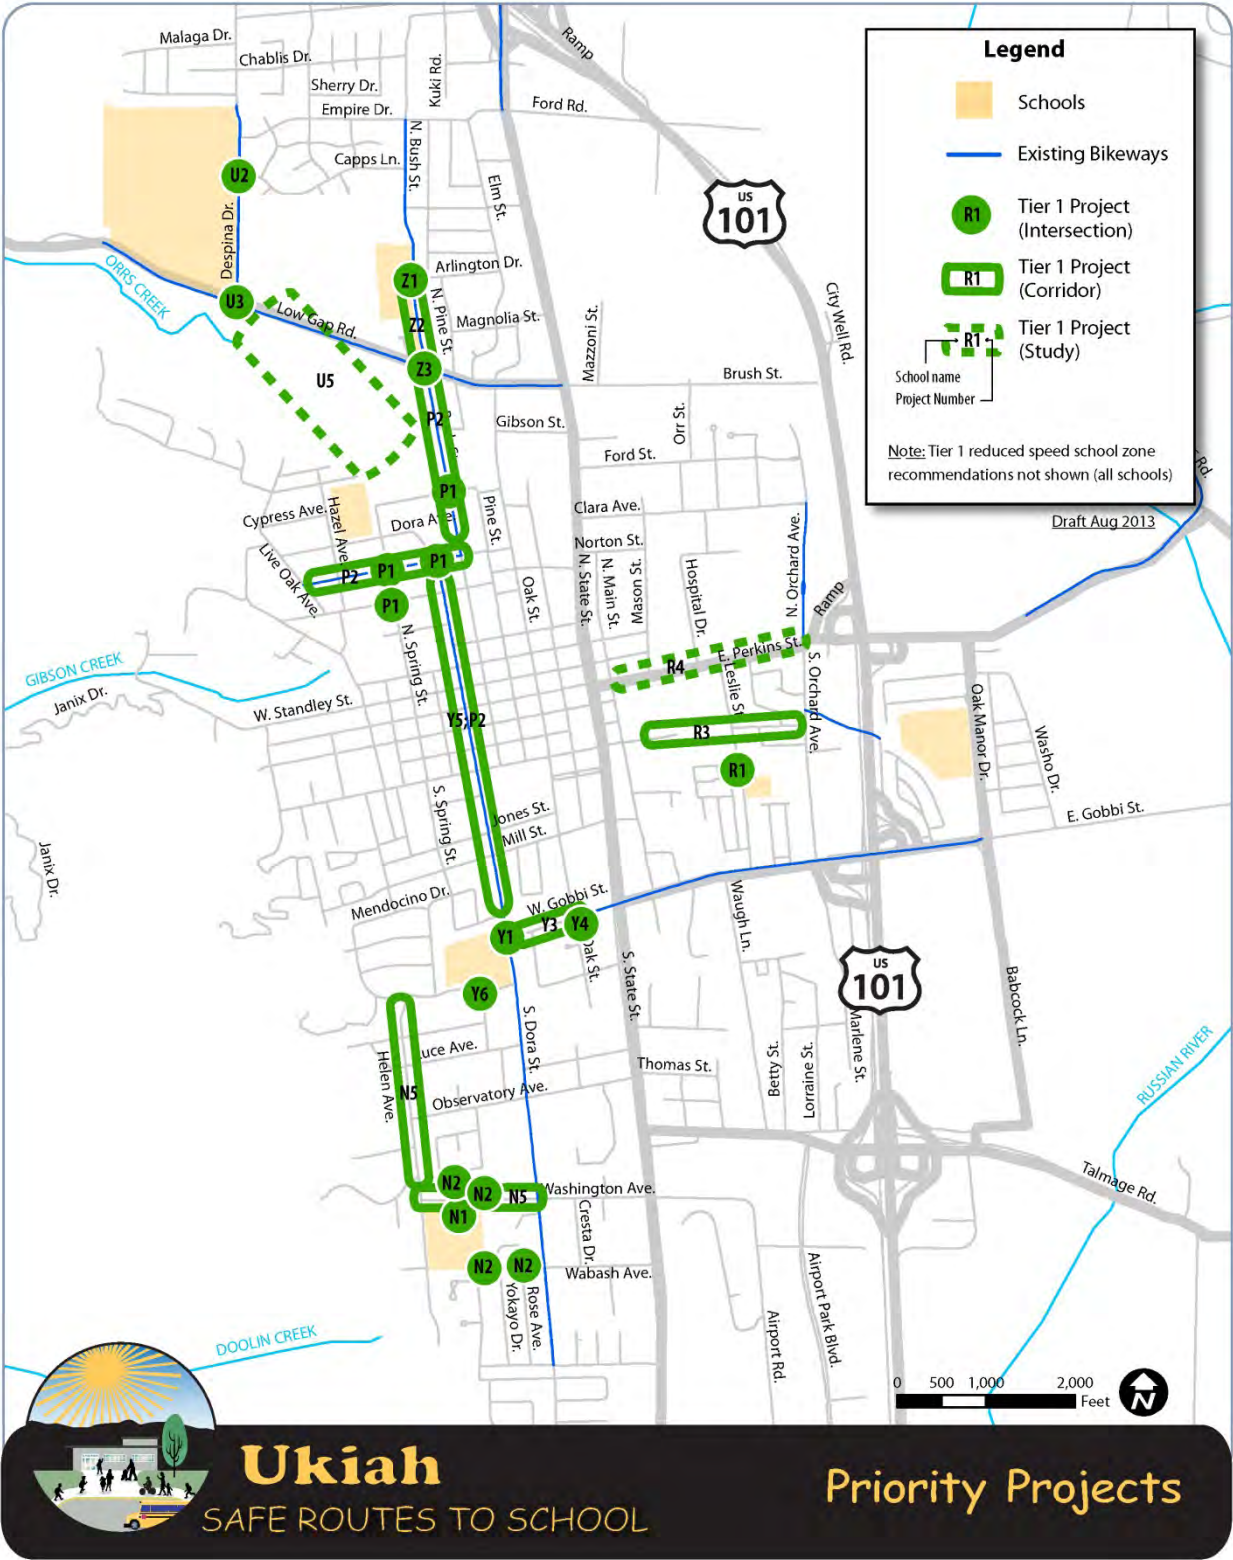 Malaga Dr.
Chablis Dr.
Sherry Dr.
Empire Dr.
Kuki Rd.
Ramp
Ford Rd.
Capps Ln.
N. Bush St.
Elm St.
U2
Despina Dr.
ORRS CREEK
U3
Low Gap Rd.
Arlington Dr.
Z1
N. Pine St.
Z2
Magnolia St.
Z3
Mazzoni St.
City Well Rd.
US
101
Brush St.
U5
P2
Gibson St.
Orr St.
Ford St.
P1
Cypress Ave.
Hazel Ave.
Dora Ave.
Pine St.
Clara Ave.
Norton St.
Live Oak Ave.
P2
P1
P1
P1
Oak St.
N. State St.
N. Main St.
Mason St.
Hospital Dr.
N. Orchard Ave.
Ramp
N. Spring St.
GIBSON CREEK
Janix Dr.
W. Standley St.
R4
E. Perkins St.
Leslie St.
S. Orchard Ave.
Y5;P2
R3
R1
Oak Manor Dr.
Washo Dr.
E. Gobbi St.
S. Spring St.
Jones St.
Mill St.
Janix Dr.
Mendocino Dr.
W. Gobbi St.
Y1
Y3
Y4
Oak St.
Waugh Ln.
S. State St.
US
101
Babcock Ln.
Y6
S. Dora St.
Marlene St.
Helen Ave.
Luce Ave.
N5
Observatory Ave.
Thomas St.
Betty St.
Lorraine St.
RUSSIAN RIVER
Talmage Rd.
N2
N2
N5
Washington Ave.
N1
Cresta Dr.
N2
N2
Wabash Ave.
Yokayo Dr.
Rose Ave.
Airport Rd.
Airport Park Blvd.
DOOLIN CREEK
Legend
Schools
Existing Bikeways
R1
Tier 1 Project
(Intersection)
R1
Tier 1 Project
(Corridor)
R1
Tier 1 Project
(Study)
School name
Project Number
Note: Tier 1 reduced speed school zone
recommendations not shown (all schools)
Rd.
Draft Aug 2013
0 500 1,000 2,000
Feet
N
Ukiah
SAFE ROUTES TO SCHOOL
Priority Projects